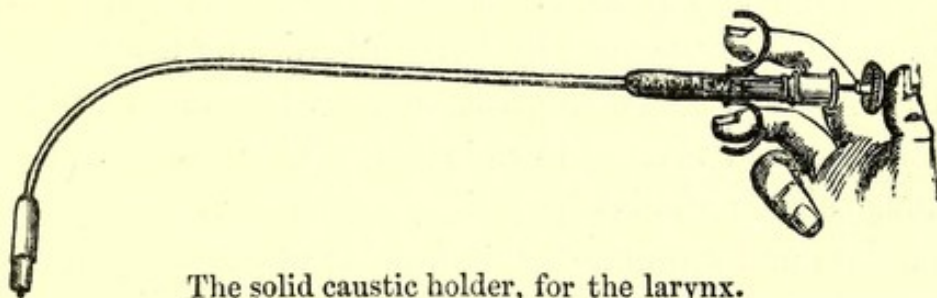 The solid caustic holder, for the larynx.